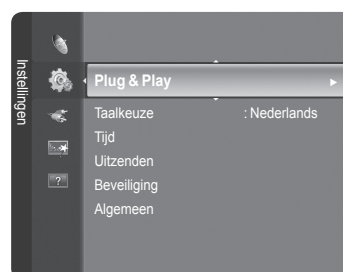 Instellingen
Plug & Play
Taalkeuze : Nederlands
Tijd
Uitzenden
Beveiliging
Algemeen
?